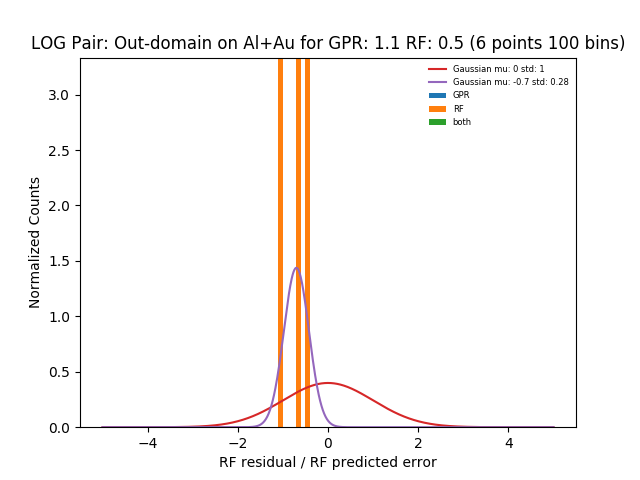 LOG Pair: Out-domain on Al+Au for GPR: 1.1 RF: 0.5 (6 points 100 bins)
Gaussian mu: 0 std: 1
Gaussian mu: -0.7 std: 0.28
GPR
RF
both
Normalized Counts
3.0
2.5
2.0
1.5
1.0
0.5
0.0
−4
−2
0
2
4
RF residual / RF predicted error